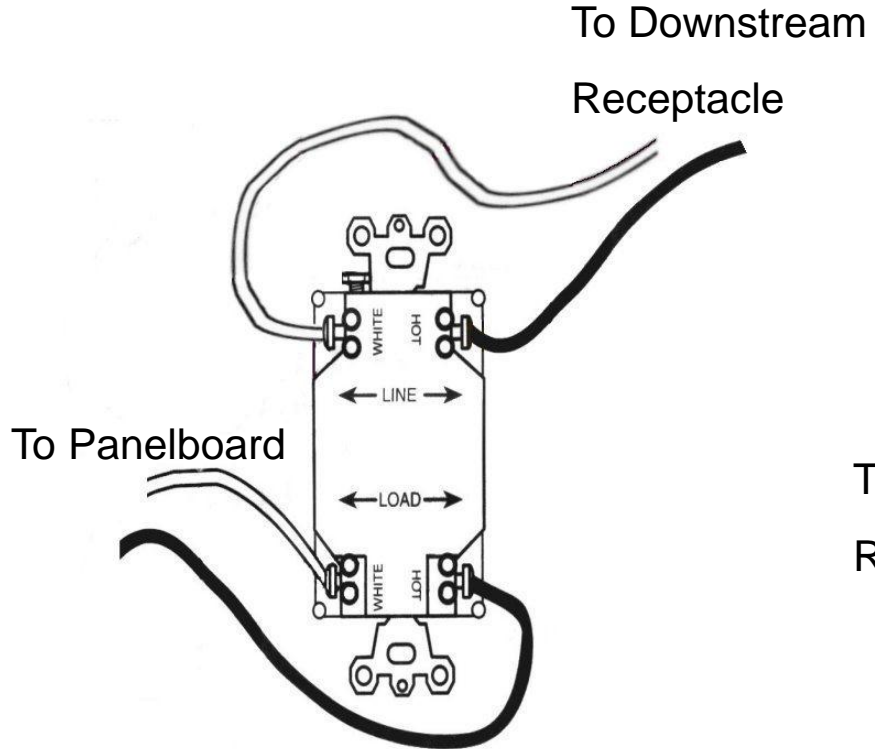 To Downstream
Receptacle
WHITE
HOT
LINE
To Panelboard
T
LOAD
R
WHITE
HOT